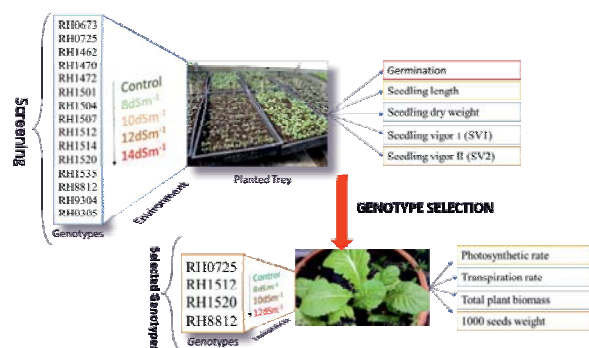 Screening
RH0673
RH0725
RH1462
RH1470
RH1472
RH1501
RH1504
RH1507
RH1512
RH1514
RH1520
RH1535
RH8812
RH9304
RH0305
Genotypes
Control
8dSm⁻¹
10dSm⁻¹
12dSm⁻¹
14dSm⁻¹
Environment
Planted Trey
Germination
Seedling length
Seedling dry weight
Seedling vigor I (SV1)
Seedling vigor II (SV2)
GENOTYPE SELECTION
Selected Genotypes
RH0725
RH1512
RH1520
RH8812
Genotypes
Control
8dSm⁻¹
10dSm⁻¹
12dSm⁻¹
Photosynthetic rate
Transpiration rate
Total plant biomass
1000 seeds weight